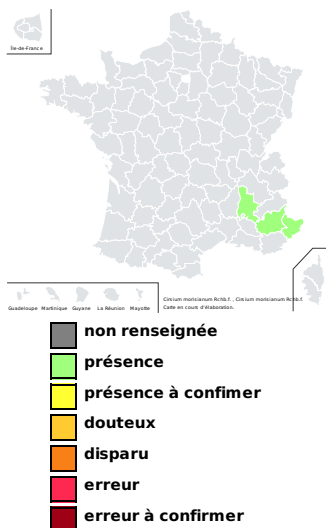 Île-de-France
Guadeloupe Martinique Guyane La Réunion Mayotte
Cirsium morisianum Rchb.f. , Cirsium morisianum Rchb.f.
Carte en cours d'élaboration.
non renseignée
présence
présence à confimer
douteux
disparu
erreur
erreur à confirmer